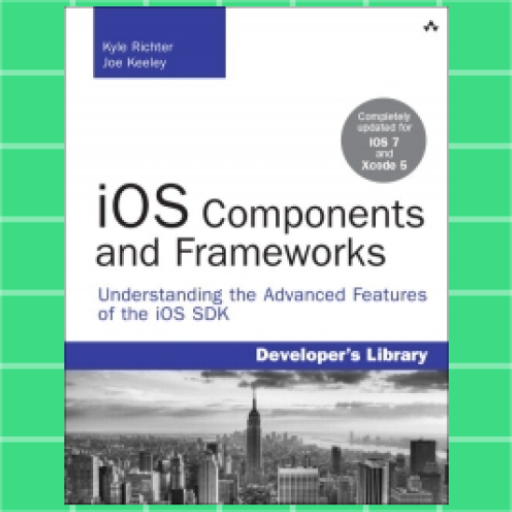 Kyle Richter
Joe Keeley
Completely
updated for
iOS 7
and
Xcode 5
iOS Components
and Frameworks
Understanding the Advanced Features
of the iOS SDK
Developer's Library